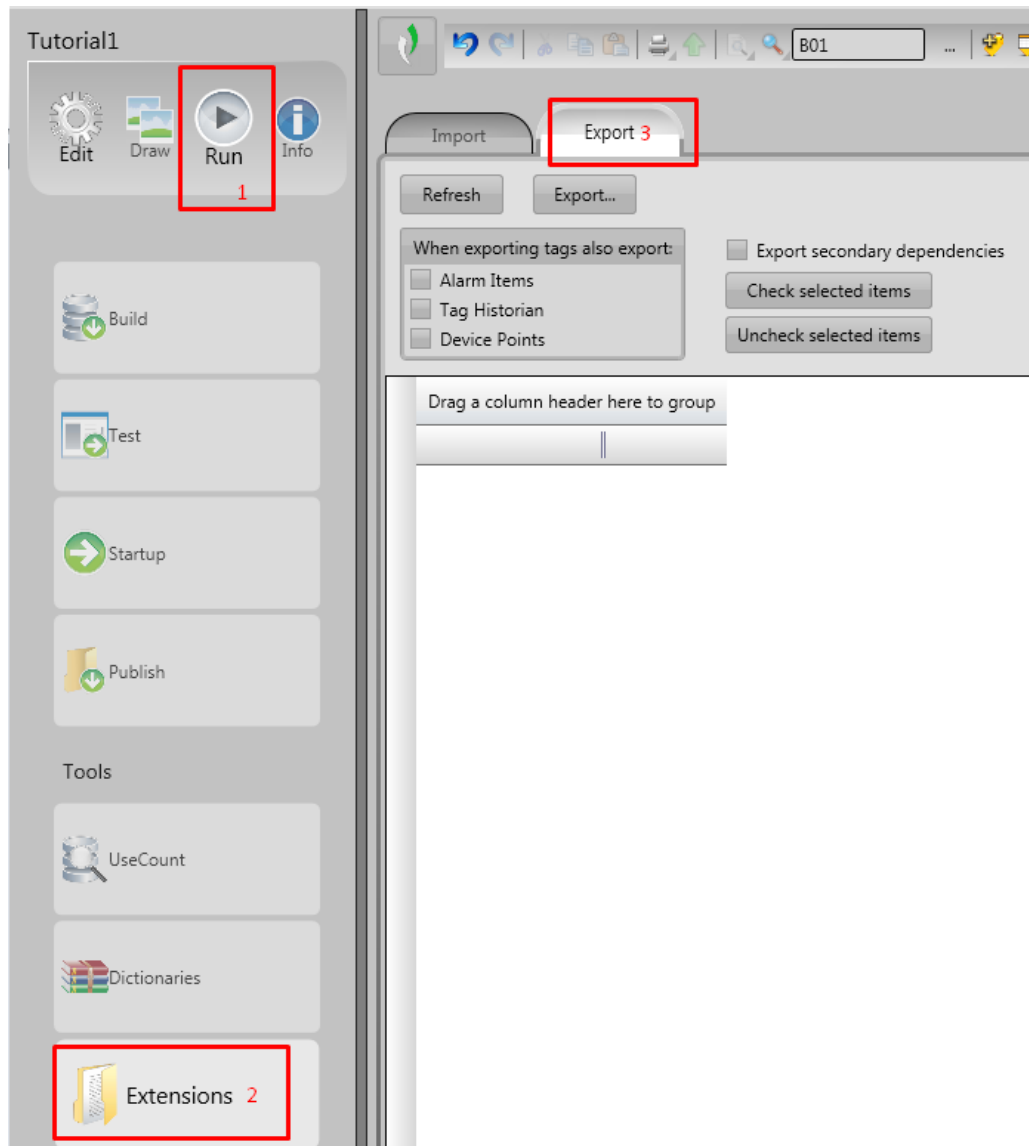 Tutorial1
Edit
Draw
Run
Info
1
Build
Test
Startup
Publish
Tools
UseCount
Dictionaries
Extensions 2
B01
...
Import
Export 3
Refresh
Export...
When exporting tags also export:
Alarm Items
Tag Historian
Device Points
Export secondary dependencies
Check selected items
Uncheck selected items
Drag a column header here to group